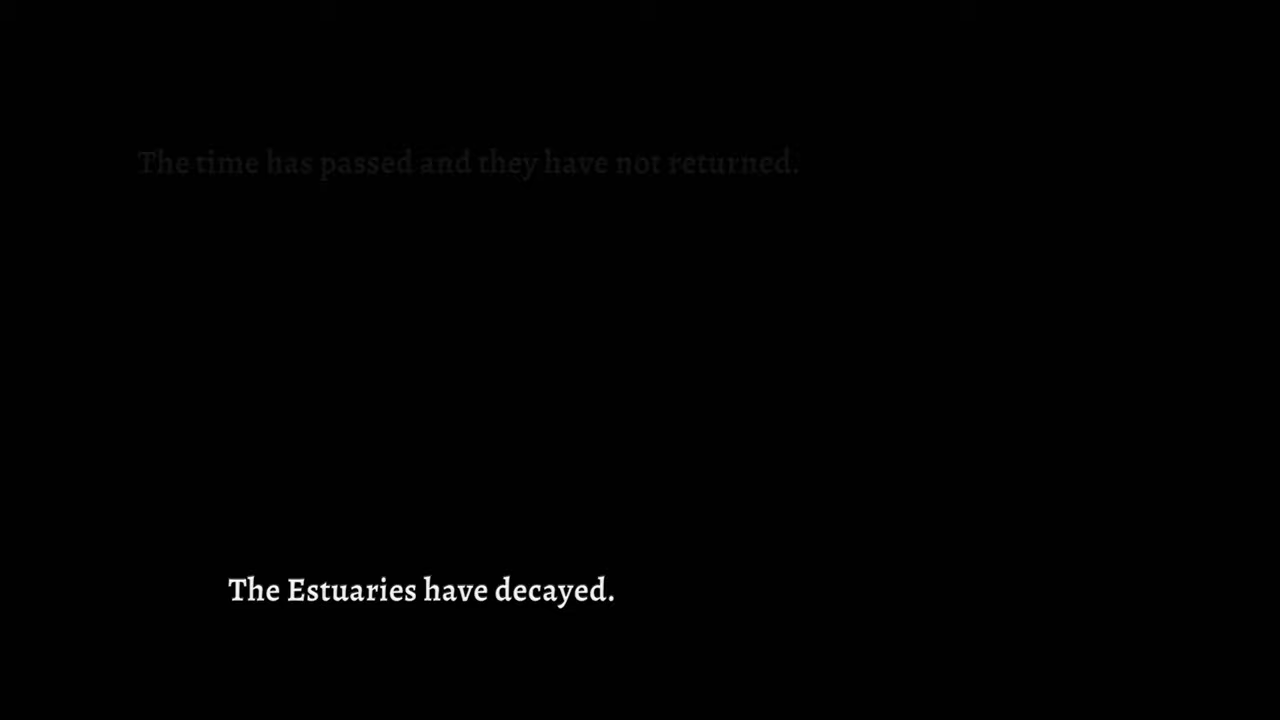 The time has passed and they have not returned.
The Estuaries have decayed.